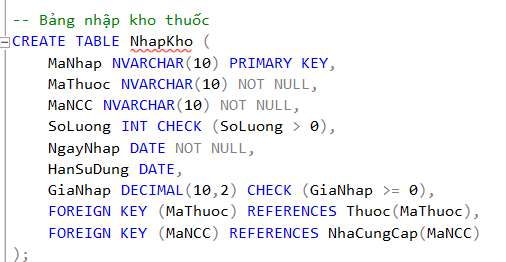 -- Bảng nhập kho thuốc
CREATE TABLE NhapKho (
MaNhap NVARCHAR(10) PRIMARY KEY,
MaThuoc NVARCHAR(10) NOT NULL,
MaNCC NVARCHAR(10) NOT NULL,
SoLuong INT CHECK (SoLuong > 0),
NgayNhap DATE NOT NULL,
HanSuDung DATE,
GiaNhap DECIMAL(10,2) CHECK (GiaNhap >= 0),
FOREIGN KEY (MaThuoc) REFERENCES Thuoc(MaThuoc),
FOREIGN KEY (MaNCC) REFERENCES NhaCungCap(MaNCC)
);